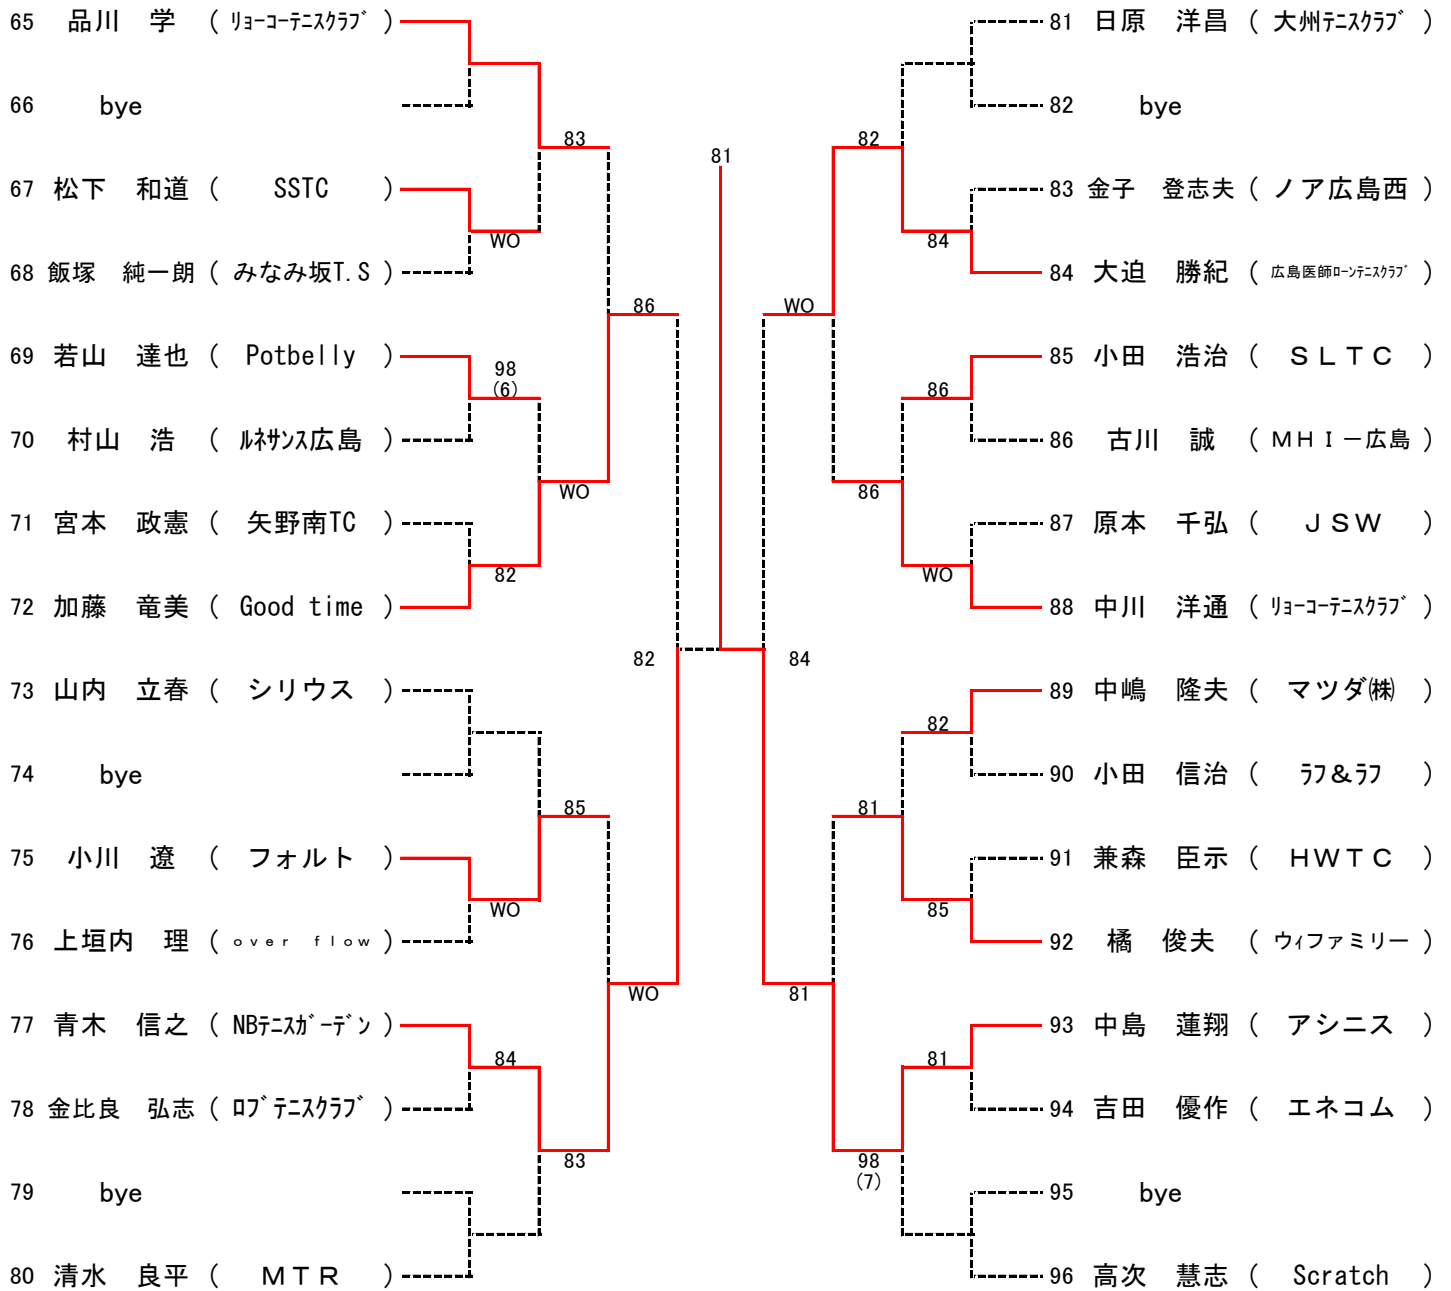 65 品川　学 ( ﾘｮｰｺｰﾃﾆｽｸﾗﾌﾞ )
66 bye
83
67 松下　和道 ( SSTC )
WO
68 飯塚　純一朗 ( みなみ坂T.S )
86
69 若山　達也 ( Potbelly )
98
(6)
70 村山　浩 ( ﾙﾈｻﾝｽ広島 )
WO
71 宮本　政憲 ( 矢野南TC )
82
72 加藤　竜美 ( Good time )
82
73 山内　立春 ( シリウス )
74 bye
85
75 小川　遼 ( フォルト )
WO
76 上垣内　理 ( ｏｖｅｒ　ｆｌｏｗ )
WO
77 青木　信之 ( NBﾃﾆｽｶﾞｰﾃﾞﾝ )
84
78 金比良　弘志 ( ﾛﾌﾞﾃﾆｽｸﾗﾌﾞ )
83
79 bye
80 清水　良平 ( ＭＴＲ )
81
81 日原　洋昌 ( 大州ﾃﾆｽｸﾗﾌﾞ )
82 bye
82
83 金子　登志夫 ( ノア広島西 )
84
84 大迫　勝紀 ( 広島医師ﾛｰﾝﾃﾆｽｸﾗﾌﾞ )
WO
85 小田　浩治 ( ＳＬＴＣ )
86
86 古川　誠 ( ＭＨＩ－広島 )
86
87 原本　千弘 ( ＪＳＷ )
WO
88 中川　洋通 ( ﾘｮｰｺｰﾃﾆｽｸﾗﾌﾞ )
84
89 中嶋　隆夫 ( マツダ㈱ )
82
90 小田　信治 ( ﾗﾌ&ﾗﾌ )
81
91 兼森　臣示 ( ＨＷＴＣ )
85
92 橘　俊夫 ( ウィファミリー )
81
93 中島　蓮翔 ( アシニス )
81
94 吉田　優作 ( エネコム )
98
(7)
95 bye
96 高次　慧志 ( Scratch )